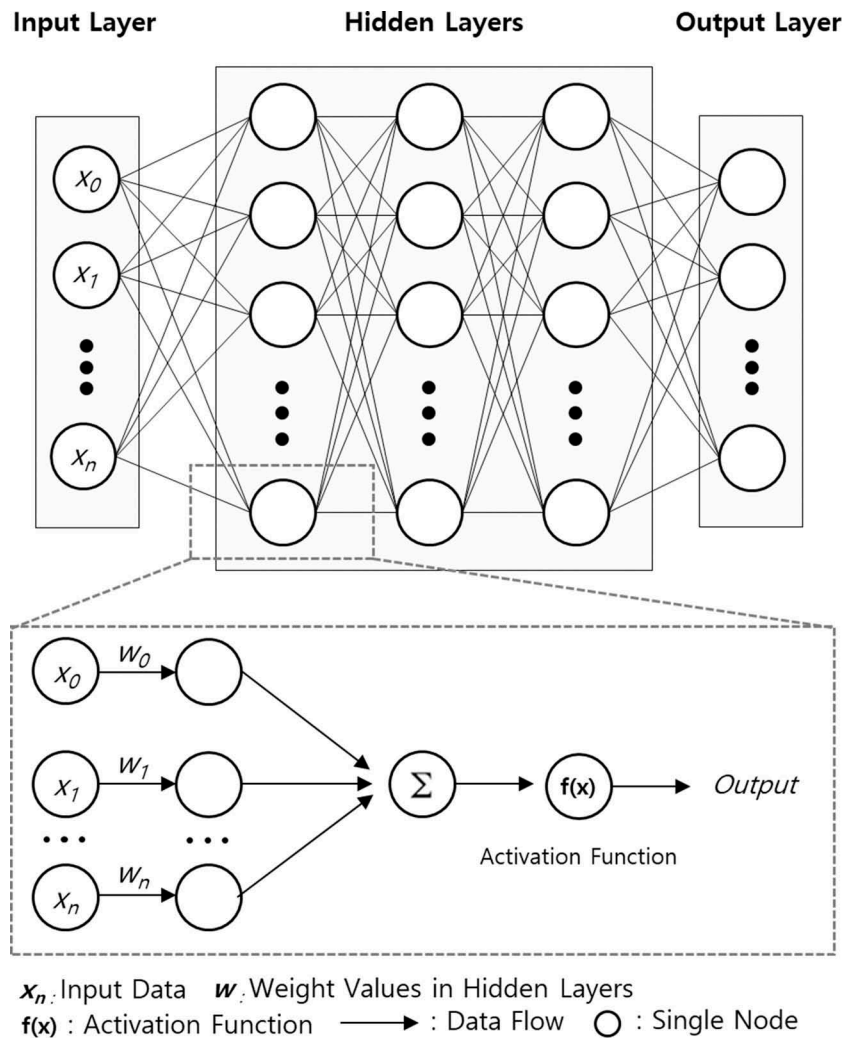 Input Layer Hidden Layers Output Layer
x0
x1
xn
x0 w0
x1 w1 Σ f(x) Output
... ...
Activation Function
xn wn
xn : Input Data w : Weight Values in Hidden Layers
f(x) : Activation Function : Data Flow : Single Node